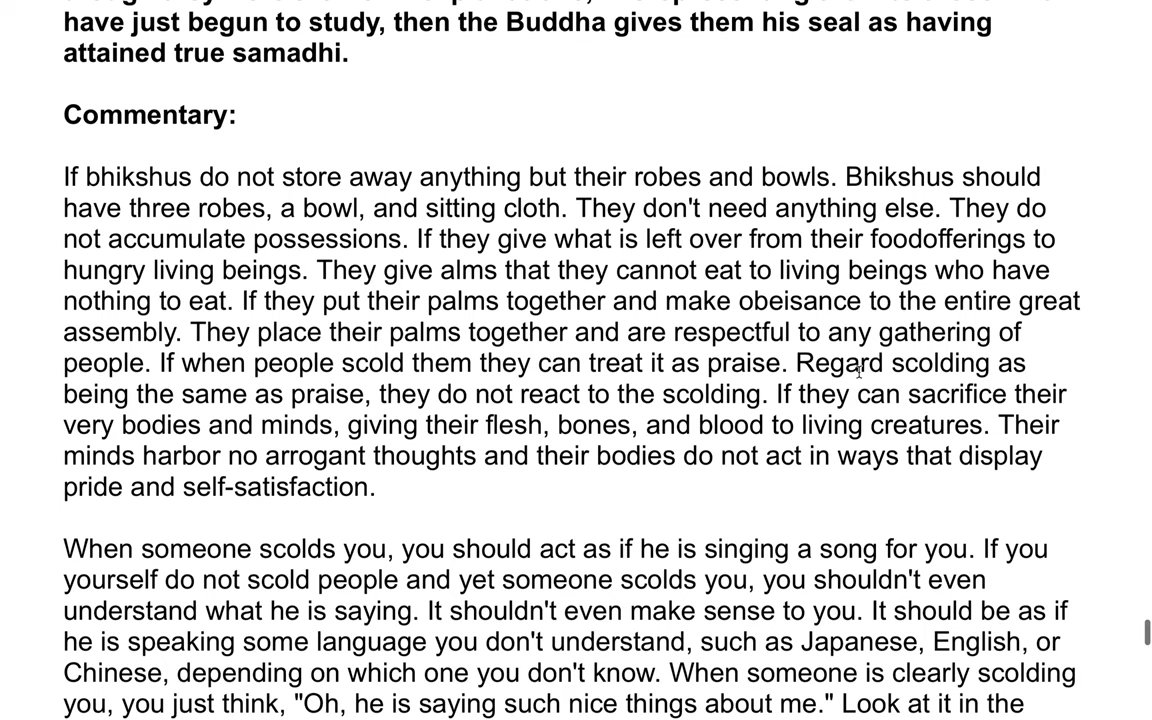 have just begun to study, then the Buddha gives them his seal as having
attained true samadhi.
Commentary:
If bhikshus do not store away anything but their robes and bowls. Bhikshus should
have three robes, a bowl, and sitting cloth. They don't need anything else. They do
not accumulate possessions. If they give what is left over from their foodofferings to
hungry living beings. They give alms that they cannot eat to living beings who have
nothing to eat. If they put their palms together and make obeisance to the entire great
assembly. They place their palms together and are respectful to any gathering of
people. If when people scold them they can treat it as praise. Regard scolding as
being the same as praise, they do not react to the scolding. If they can sacrifice their
very bodies and minds, giving their flesh, bones, and blood to living creatures. Their
minds harbor no arrogant thoughts and their bodies do not act in ways that display
pride and self-satisfaction.
When someone scolds you, you should act as if he is singing a song for you. If you
yourself do not scold people and yet someone scolds you, you shouldn't even
understand what he is saying. It shouldn't even make sense to you. It should be as if
he is speaking some language you don't understand, such as Japanese, English, or
Chinese, depending on which one you don't know. When someone is clearly scolding
you, you just think, "Oh, he is saying such nice things about me." Look at it in the